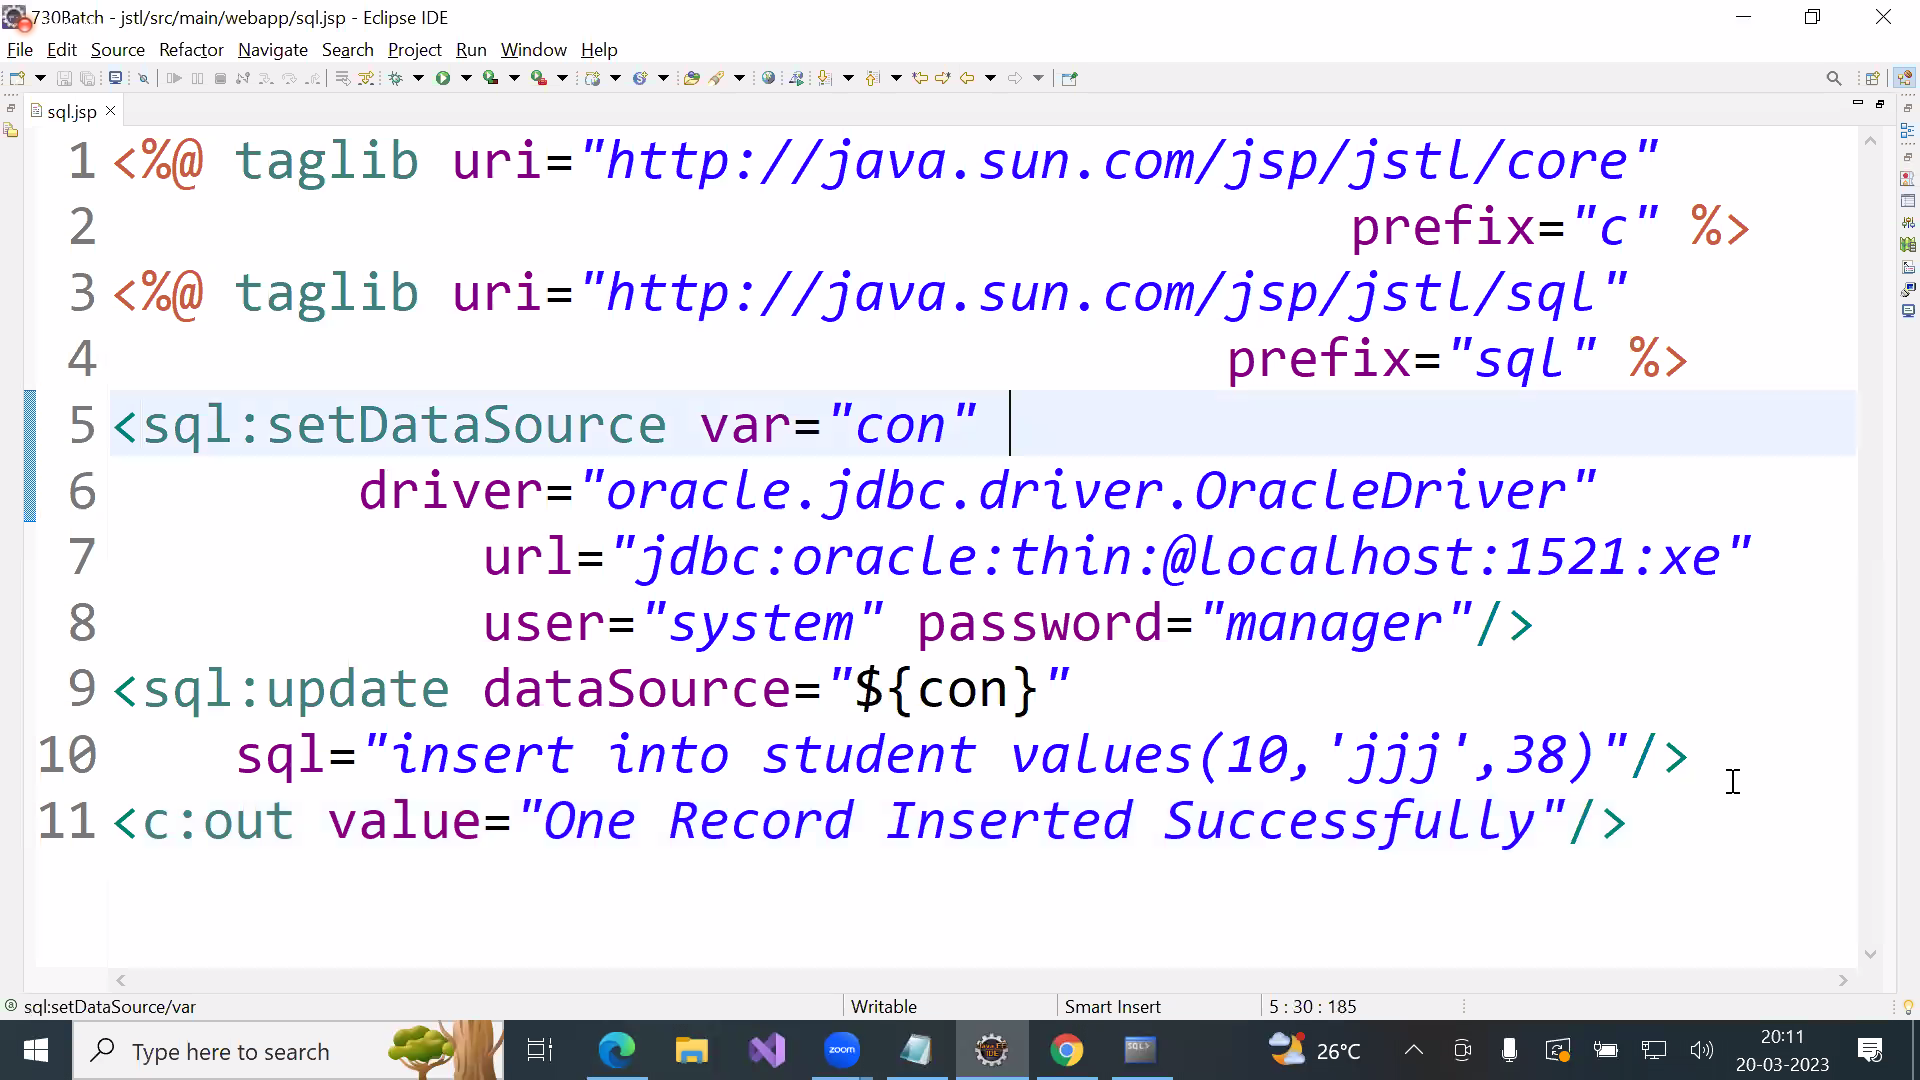 730Batch - jstl/src/main/webapp/sql.jsp - Eclipse IDE
File Edit Source Refactor Navigate Search Project Run Window Help
sql.jsp
1 <%@ taglib uri="http://java.sun.com/jsp/jstl/core"
2 prefix="c" %>
3 <%@ taglib uri="http://java.sun.com/jsp/jstl/sql"
4 prefix="sql" %>
5 <sql:setDataSource var="con"
6 driver="oracle.jdbc.driver.OracleDriver"
7 url="jdbc:oracle:thin:@localhost:1521:xe"
8 user="system" password="manager"/>
9 <sql:update dataSource="${con}"
10 sql="insert into student values(10,'jjj',38)"/>
11 <c:out value="One Record Inserted Successfully"/>
sql:setDataSource/var Writable Smart Insert 5 : 30 : 185
Type here to search zoom 26°C 20:11
20-03-2023